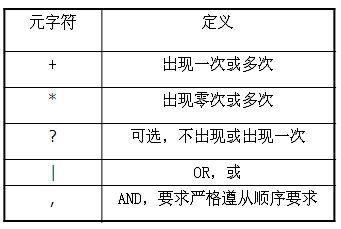 元字符 定义
+ 出现一次或多次
* 出现零次或多次
? 可选，不出现或出现一次
| OR，或
, AND，要求严格遵从顺序要求